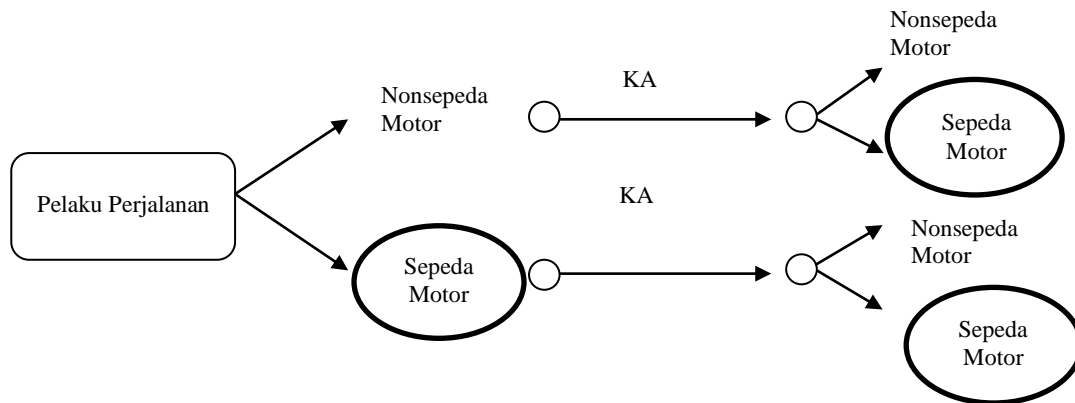 Nonsepeda
Motor
KA
Nonsepeda
Motor
Sepeda
Motor
Pelaku Perjalanan
KA
Nonsepeda
Motor
Sepeda
Motor
Sepeda
Motor